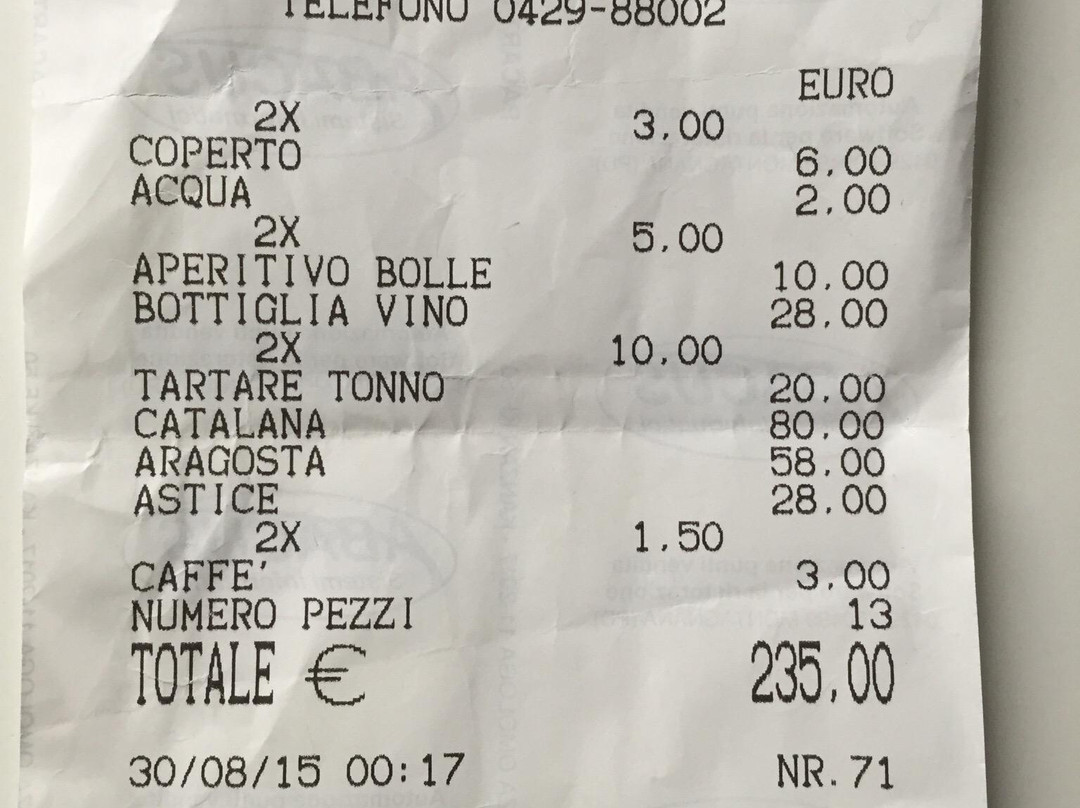 TELEFONO 0429-88002
EURO
2X 3,00
COPERTO 6,00
ACQUA 2,00
2X 5,00
APERITIVO BOLLE 10,00
BOTTIGLIA VINO 28,00
2X 10,00
TARTARE TONNO 20,00
CATALANA 80,00
ARAGOSTA 58,00
ASTICE 28,00
2X 1,50
CAFFE' 3,00
NUMERO PEZZI 13
TOTALE € 235,00
30/08/15 00:17 NR.71